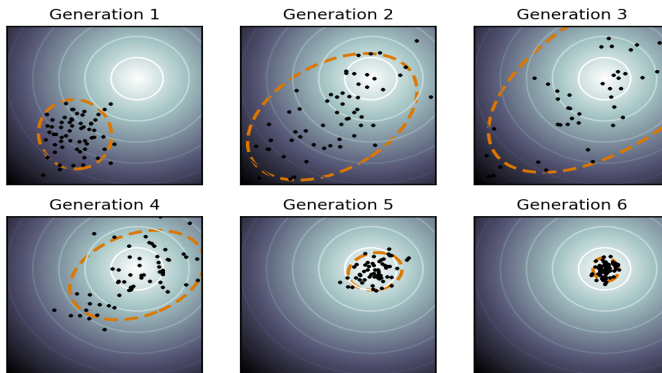 Generation 1
Generation 2
Generation 3
Generation 4
Generation 5
Generation 6